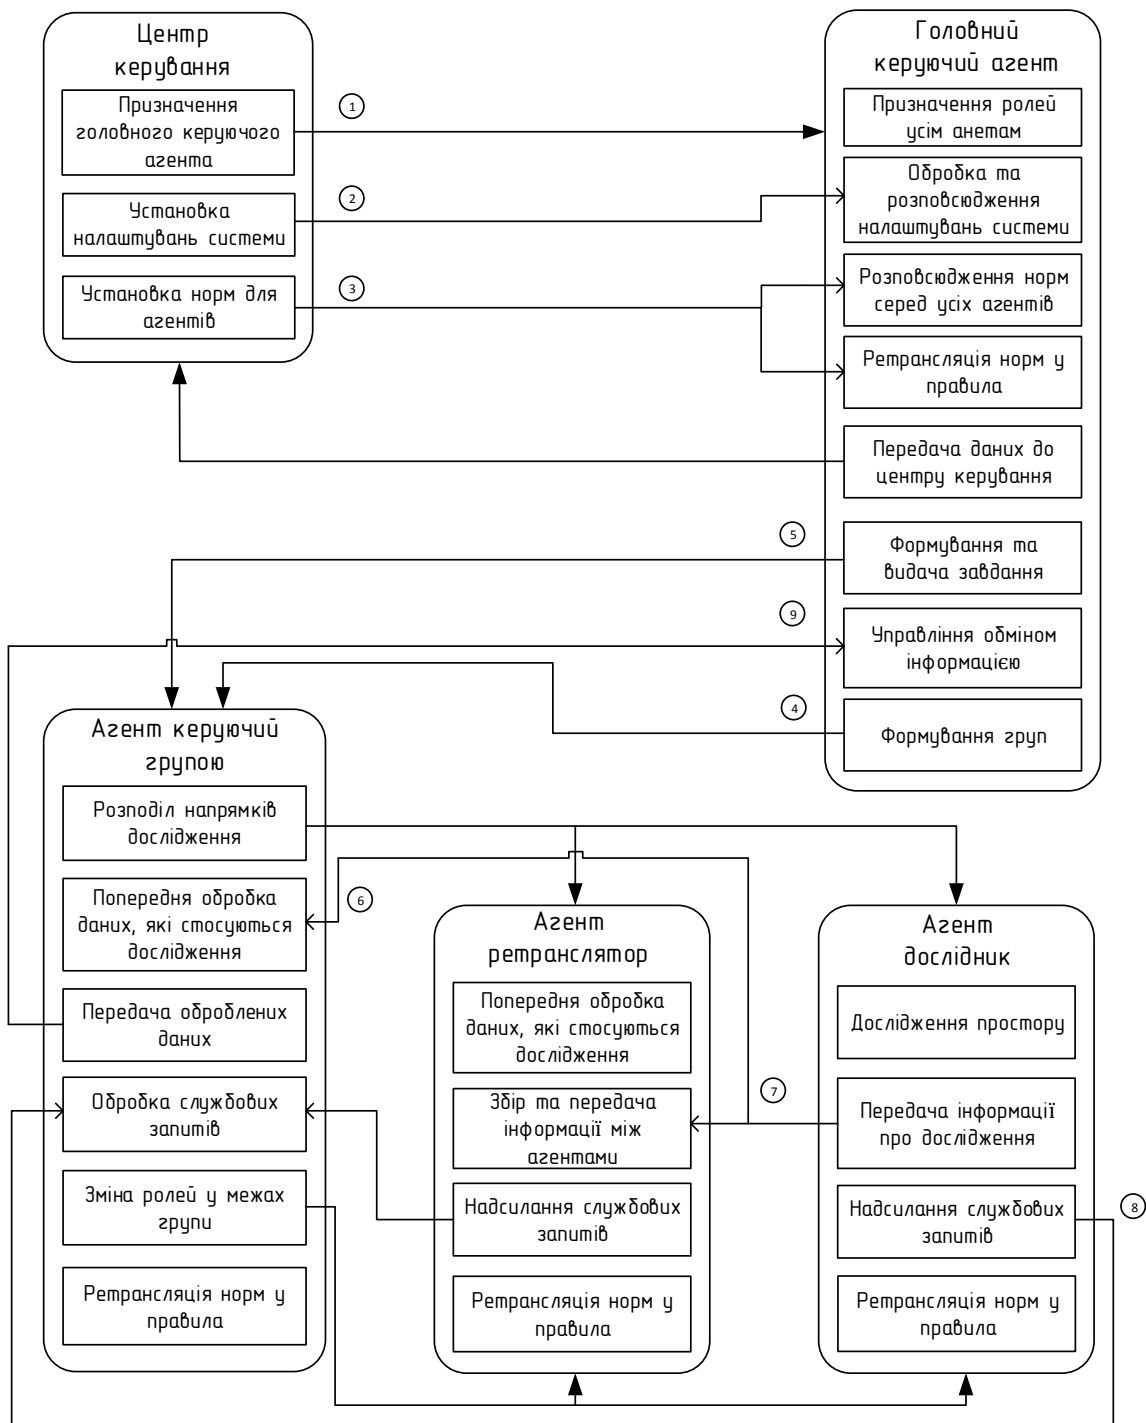 Центр
керування
Призначення
головного керуючого
агента
Установка
налаштувань системи
Установка норм для
агентів
1
2
3
Головний
керуючий агент
Призначення ролей
усім анетам
Обробка та
розповсюдження
налаштувань системи
Розповсюдження норм
серед усіх агентів
Ретрансляція норм у
правила
Передача даних до
центру керування
5
Формування та
видача завдання
9
Управління обміном
інформацією
4
Формування груп
Агент керуючий
групою
Розподіл напрямків
дослідження
Попередня обробка
даних, які стосуються
дослідження
6
Передача оброблених
даних
Обробка службових
запитів
Зміна ролей у межах
групи
Ретрансляція норм у
правила
Агент
ретранслятор
Попередня обробка
даних, які стосуються
дослідження
Збір та передача
інформації між
агентами
7
Надсилання службових
запитів
Ретрансляція норм у
правила
Агент
дослідник
Дослідження простору
Передача інформації
про дослідження
Надсилання службових
запитів
8
Ретрансляція норм у
правила